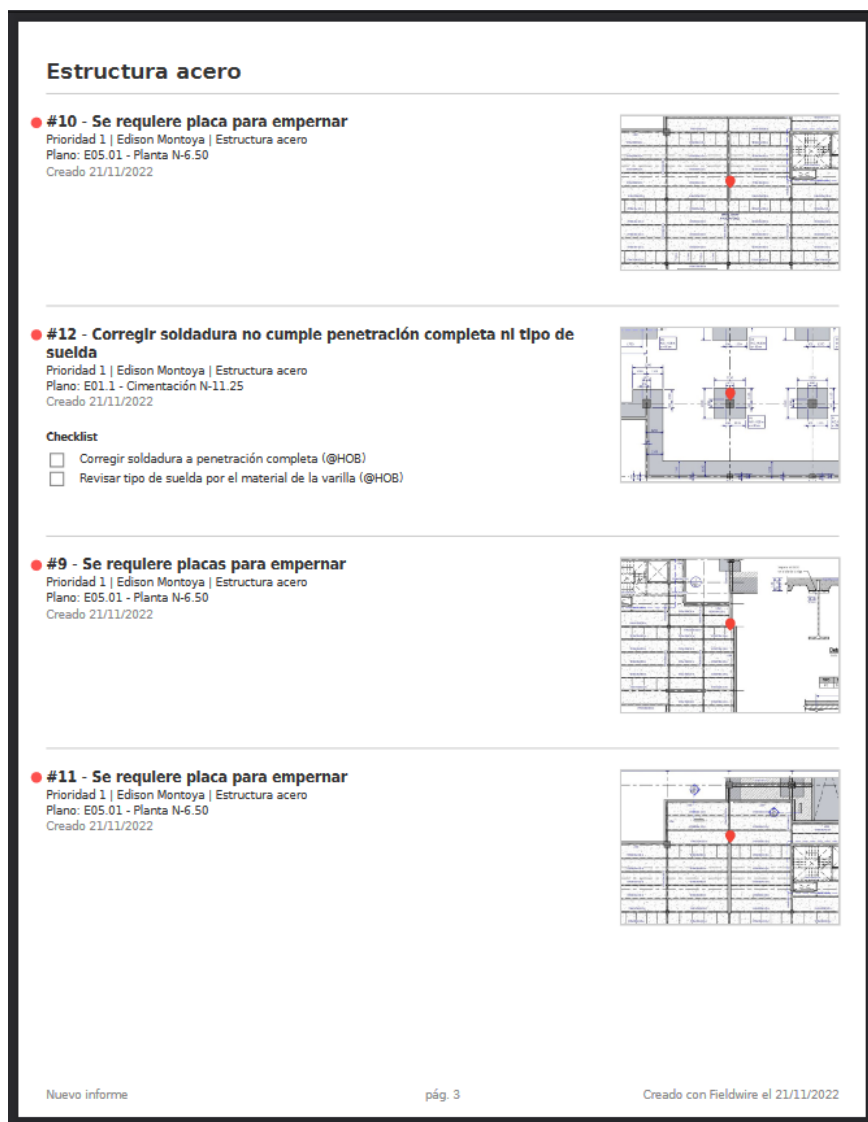 Estructura acero
#10 - Se requiere placa para empernar
Prioridad 1 | Edison Montoya | Estructura acero
Plano: E05.01 - Planta N-6.50
Creado 21/11/2022
#12 - Corregir soldadura no cumple penetración completa ni tipo de
suelda
Prioridad 1 | Edison Montoya | Estructura acero
Plano: E01.1 - Cimentación N-11.25
Creado 21/11/2022
Checklist
Corregir soldadura a penetración completa (@HOB)
Revisar tipo de suelda por el material de la varilla (@HOB)
#9 - Se requiere placas para empernar
Prioridad 1 | Edison Montoya | Estructura acero
Plano: E05.01 - Planta N-6.50
Creado 21/11/2022
#11 - Se requiere placa para empernar
Prioridad 1 | Edison Montoya | Estructura acero
Plano: E05.01 - Planta N-6.50
Creado 21/11/2022
Nuevo informe
pág. 3
Creado con Fieldwire el 21/11/2022